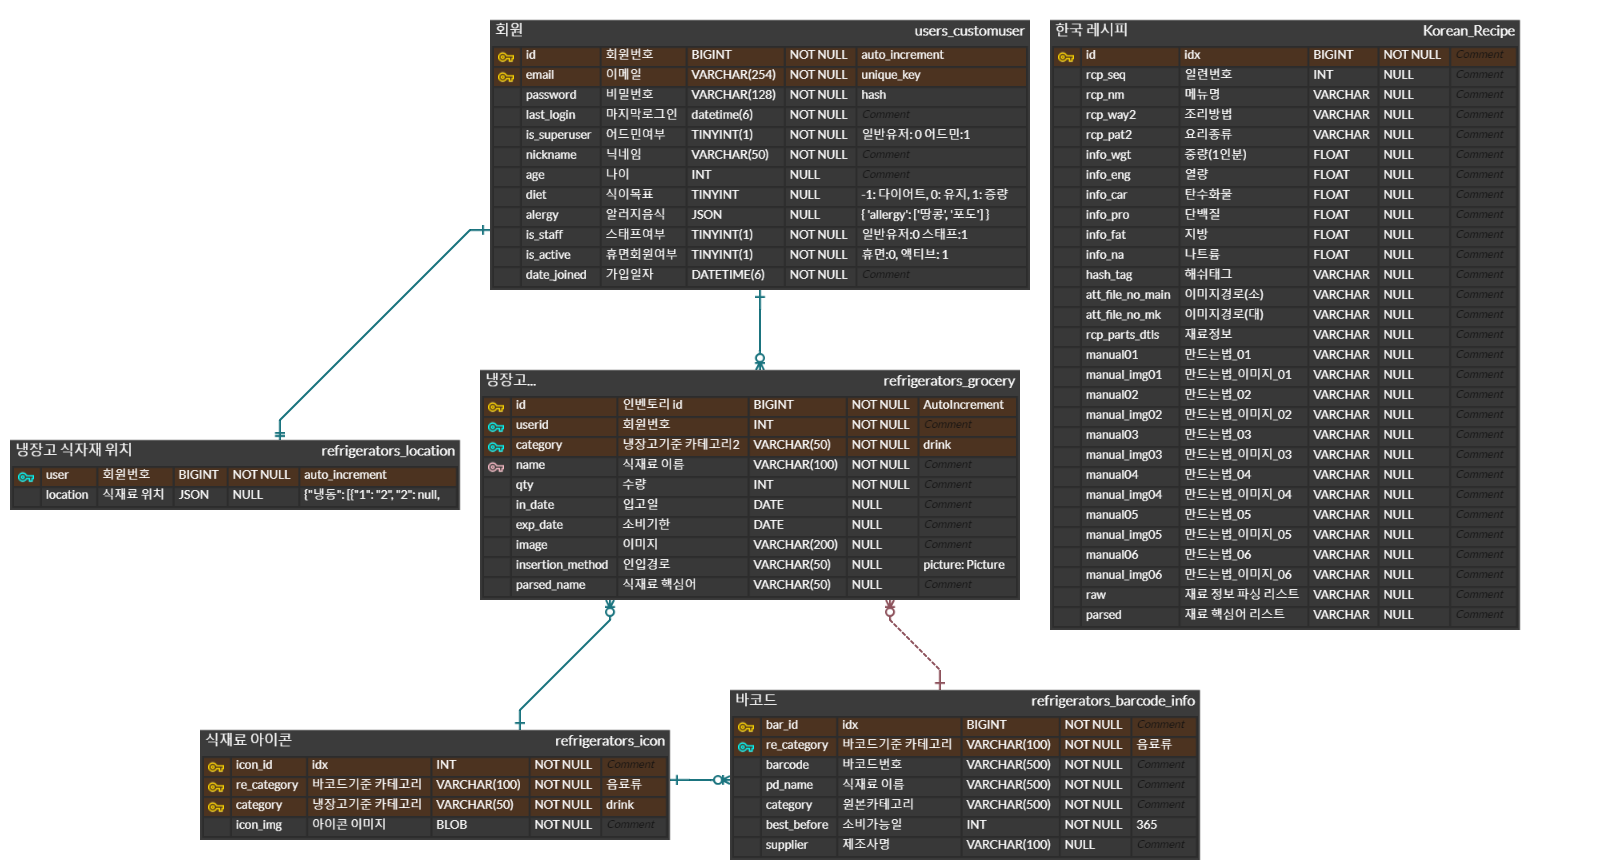 회원 users_customuser
id 회원번호 BIGINT NOT NULL auto_increment
email 이메일 VARCHAR(254) NOT NULL unique_key
password 비밀번호 VARCHAR(128) NOT NULL hash
last_login 마지막로그인 datetime(6) NOT NULL Comment
is_superuser 어드민여부 TINYINT(1) NOT NULL 일반유저: 0 어드민:1
nickname 닉네임 VARCHAR(50) NOT NULL Comment
age 나이 INT NULL Comment
diet 식이목표 TINYINT NULL -1: 다이어트, 0: 유지, 1: 증량
alergy 알러지음식 JSON NULL { 'allergy': ['땅콩', '포도'] }
is_staff 스태프여부 TINYINT(1) NOT NULL 일반유저:0 스태프:1
is_active 휴면회원여부 TINYINT(1) NOT NULL 휴면:0, 액티브: 1
date_joined 가입일자 DATETIME(6) NOT NULL Comment
한국 레시피 Korean_Recipe
id idx BIGINT NOT NULL Comment
rcp_seq 일련번호 INT NULL Comment
rcp_nm 메뉴명 VARCHAR NULL Comment
rcp_way2 조리방법 VARCHAR NULL Comment
rcp_pat2 요리종류 VARCHAR NULL Comment
info_wgt 중량(1인분) FLOAT NULL Comment
info_eng 열량 FLOAT NULL Comment
info_car 탄수화물 FLOAT NULL Comment
info_pro 단백질 FLOAT NULL Comment
info_fat 지방 FLOAT NULL Comment
info_na 나트륨 FLOAT NULL Comment
hash_tag 해쉬태그 VARCHAR NULL Comment
att_file_no_main 이미지경로(소) VARCHAR NULL Comment
att_file_no_mk 이미지경로(대) VARCHAR NULL Comment
rcp_parts_dtls 재료정보 VARCHAR NULL Comment
manual01 만드는법_01 VARCHAR NULL Comment
manual_img01 만드는법_이미지_01 VARCHAR NULL Comment
manual02 만드는법_02 VARCHAR NULL Comment
manual_img02 만드는법_이미지_02 VARCHAR NULL Comment
manual03 만드는법_03 VARCHAR NULL Comment
manual_img03 만드는법_이미지_03 VARCHAR NULL Comment
manual04 만드는법_04 VARCHAR NULL Comment
manual_img04 만드는법_이미지_04 VARCHAR NULL Comment
manual05 만드는법_05 VARCHAR NULL Comment
manual_img05 만드는법_이미지_05 VARCHAR NULL Comment
manual06 만드는법_06 VARCHAR NULL Comment
manual_img06 만드는법_이미지_06 VARCHAR NULL Comment
raw 재료 정보 파싱 리스트 VARCHAR NULL Comment
parsed 재료 핵심어 리스트 VARCHAR NULL Comment
냉장고... refrigerators_grocery
id 인벤토리 id BIGINT NOT NULL AutoIncrement
userid 회원번호 INT NOT NULL Comment
category 냉장고기준 카테고리2 VARCHAR(50) NOT NULL drink
name 식재료 이름 VARCHAR(100) NOT NULL Comment
qty 수량 INT NOT NULL Comment
in_date 입고일 DATE NULL Comment
exp_date 소비기한 DATE NULL Comment
image 이미지 VARCHAR(200) NULL Comment
insertion_method 인입경로 VARCHAR(50) NULL picture: Picture
parsed_name 식재료 핵심어 VARCHAR(50) NULL Comment
냉장고 식자재 위치 refrigerators_location
user 회원번호 BIGINT NOT NULL auto_increment
location 식재료 위치 JSON NULL {"냉동": [["1": "2", "2": null,
식재료 아이콘 refrigerators_icon
icon_id idx INT NOT NULL Comment
re_category 바코드기준 카테고리 VARCHAR(100) NOT NULL 음료류
category 냉장고기준 카테고리 VARCHAR(50) NOT NULL drink
icon_img 아이콘 이미지 BLOB NOT NULL Comment
바코드 refrigerators_barcode_info
bar_id idx BIGINT NOT NULL Comment
re_category 바코드기준 카테고리 VARCHAR(100) NOT NULL 음료류
barcode 바코드번호 VARCHAR(500) NOT NULL Comment
pd_name 식재료 이름 VARCHAR(500) NOT NULL Comment
category 원본카테고리 VARCHAR(500) NOT NULL Comment
best_before 소비가능일 INT NOT NULL 365
supplier 제조사명 VARCHAR(100) NULL Comment